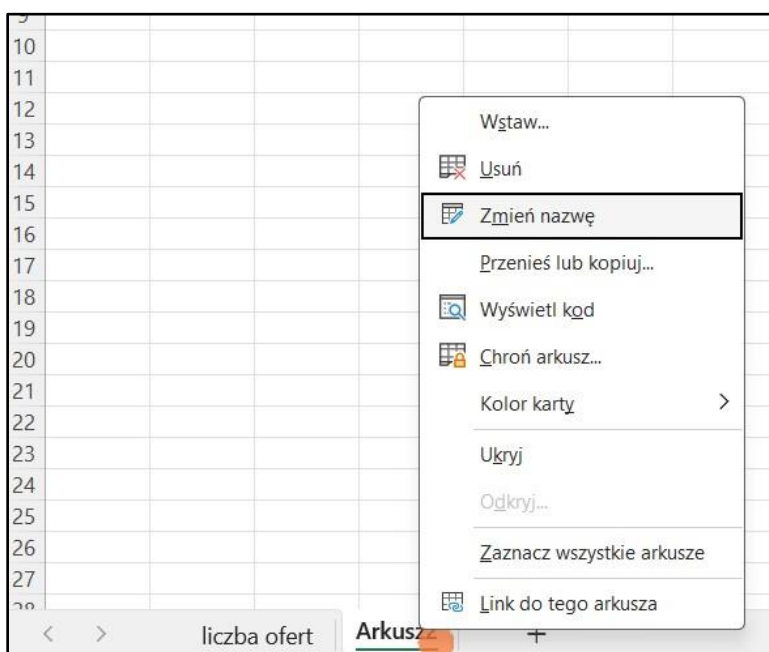 10
11
12
13
14
15
16
17
18
19
20
21
22
23
24
25
26
27
Wstaw...
Usuń
Zmień nazwę
Przenieś lub kopiuj...
Wyświetl kod
Chroń arkusz...
Kolor karty
Ukryj
Odkryj...
Zaznacz wszystkie arkusze
Link do tego arkusza
liczba ofert Arkusz2